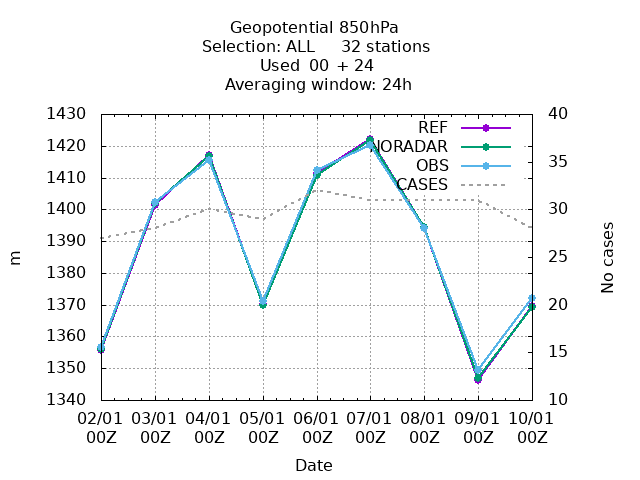 Geopotential 850hPa
Selection: ALL 32 stations
Used 00 + 24
Averaging window: 24h
1430
1420
1410
1400
1390
1380
1370
1360
1350
1340
m
40
35
30
25
20
15
10
No cases
REF
NORADAR
OBS
CASES
02/01 03/01 04/01 05/01 06/01 07/01 08/01 09/01 10/01
00Z 00Z 00Z 00Z 00Z 00Z 00Z 00Z 00Z
Date